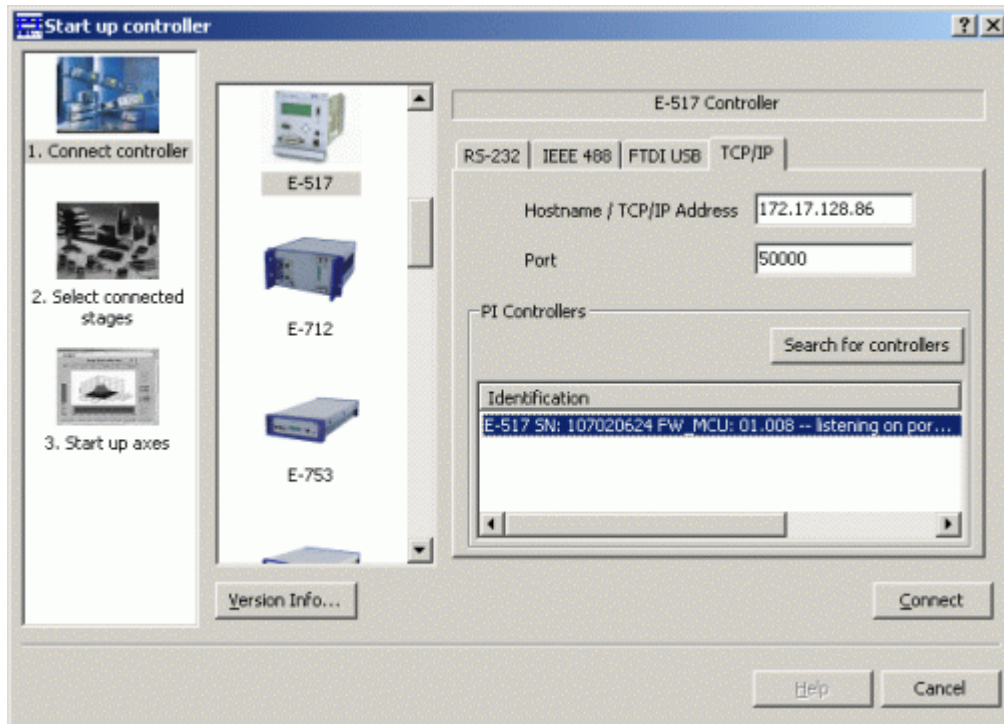 Start up controller
1. Connect controller
2. Select connected
stages
3. Start up axes
E-517
E-712
E-753
Version Info...
E-517 Controller
RS-232
IEEE 488
FTDI USB
TCP/IP
Hostname / TCP/IP Address
172.17.128.86
Port
50000
PI Controllers
Search for controllers
Identification
E-517 SN: 107020624 FW_MCU: 01.008 -- listening on por...
Connect
Help
Cancel